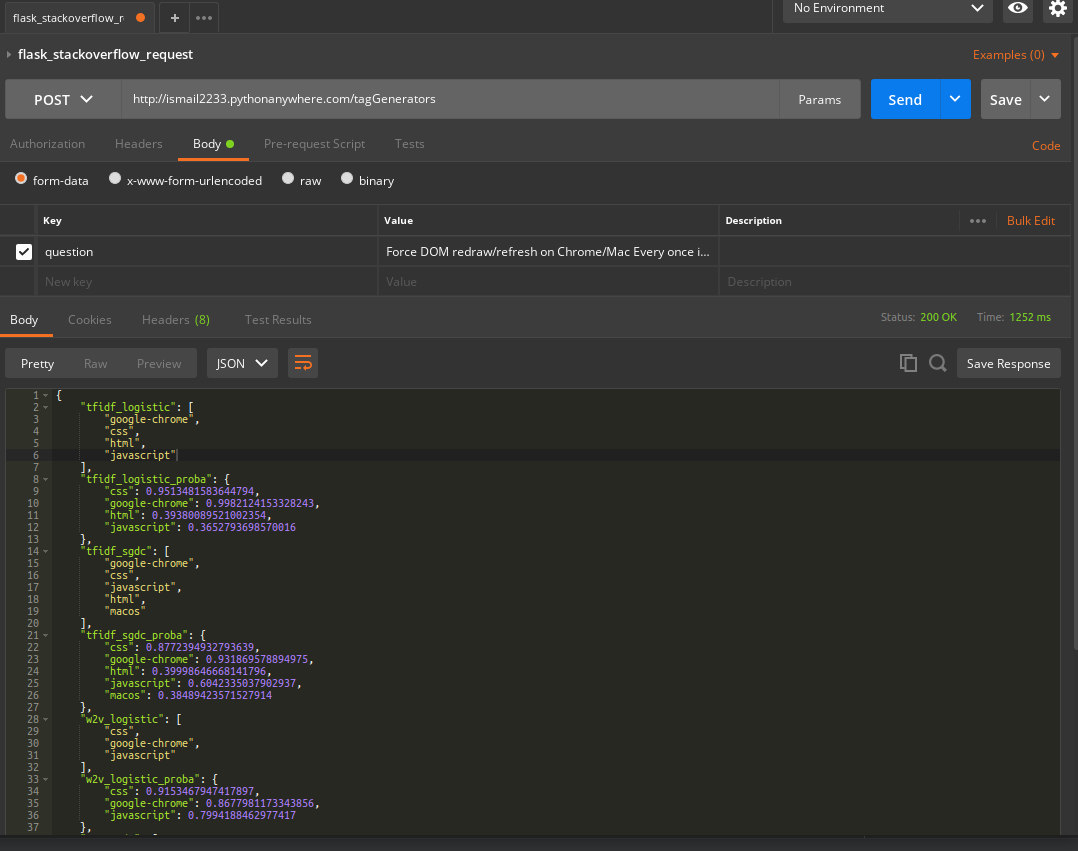 flask_stackoverflow_r
+
No Environment
flask_stackoverflow_request
Examples (0)
POST http://ismail2233.pythonanywhere.com/tagGenerators Params Send Save
Authorization Headers Body Pre-request Script Tests Code
form-data x-www-form-urlencoded raw binary
Key Value Description ••• Bulk Edit
question Force DOM redraw/refresh on Chrome/Mac Every once i...
New key Value Description
Body Cookies Headers (8) Test Results Status: 200 OK Time: 1252 ms
Pretty Raw Preview JSON Save Response
1 {
2 "tfidf_logistic": [
3 "google-chrome",
4 "css",
5 "html",
6 "javascript"
7 ],
8 "tfidf_logistic_proba": {
9 "css": 0.9513481583644794,
10 "google-chrome": 0.9982124153328243,
11 "html": 0.39380089521002354,
12 "javascript": 0.3652793698570016
13 },
14 "tfidf_sgdc": [
15 "google-chrome",
16 "css",
17 "javascript",
18 "html",
19 "macos"
20 ],
21 "tfidf_sgdc_proba": {
22 "css": 0.8772394932793639,
23 "google-chrome": 0.931869578894975,
24 "html": 0.39998646668141796,
25 "javascript": 0.6042335037902937,
26 "macos": 0.38489423571527914
27 },
28 "w2v_logistic": [
29 "css",
30 "google-chrome",
31 "javascript"
32 ],
33 "w2v_logistic_proba": {
34 "css": 0.9153467947417897,
35 "google-chrome": 0.8677981173343856,
36 "javascript": 0.7994188462977417
37 },